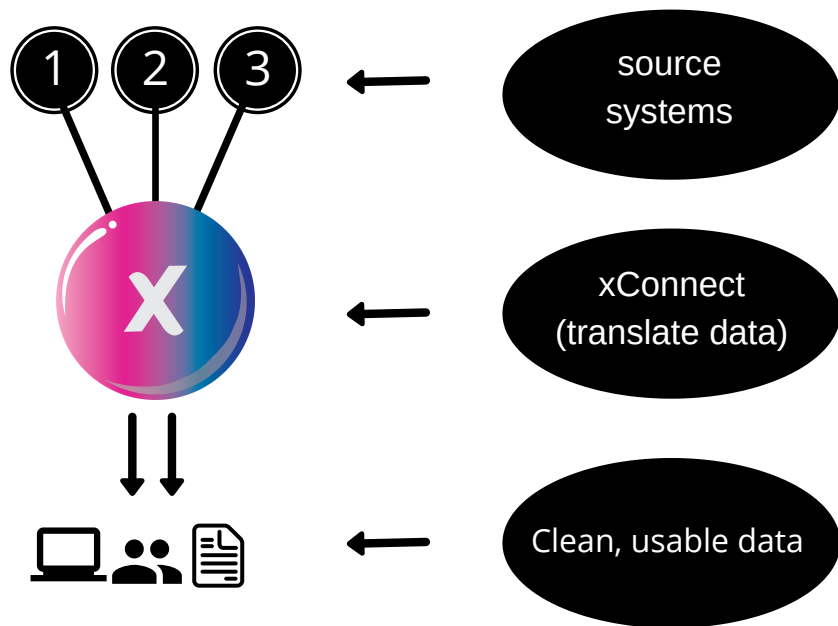 1 2 3
source
systems
x
xConnect
(translate data)
Clean, usable data